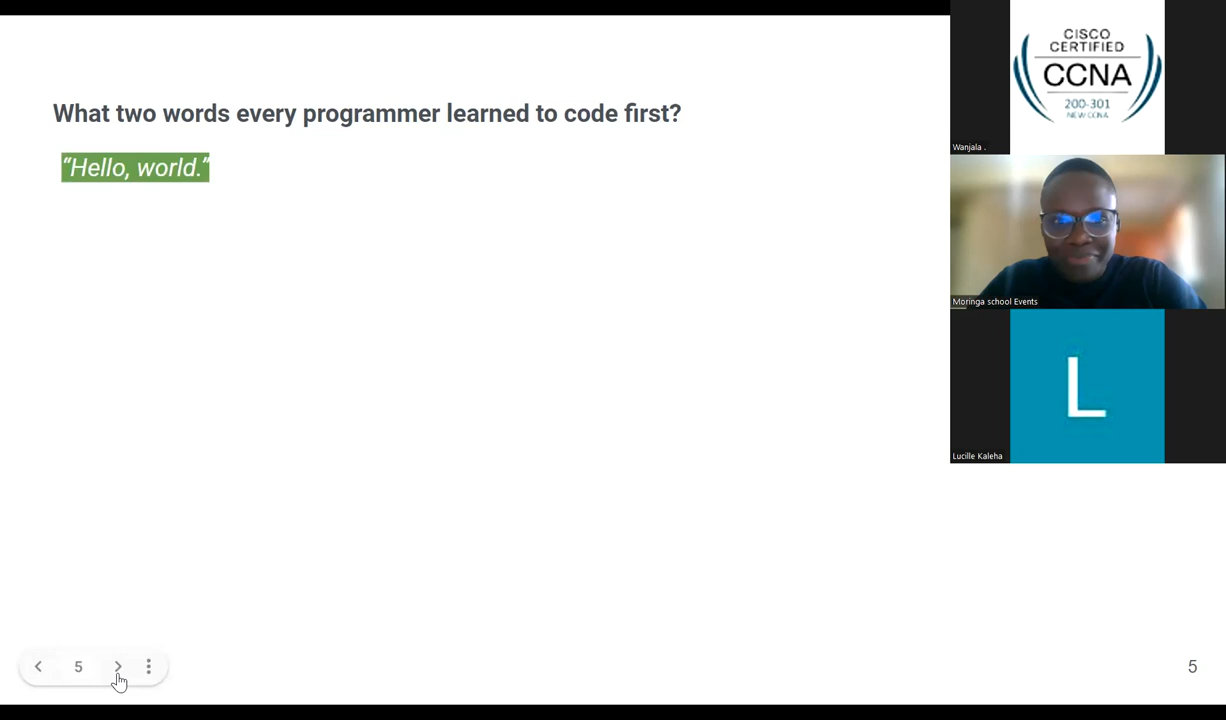 What two words every programmer learned to code first?
“Hello, world.”
5
5
CISCO
CERTIFIED
CCNA
200-301
NEW CCNA
Wanjala .
Moringa school Events
L
Lucille Kaleha